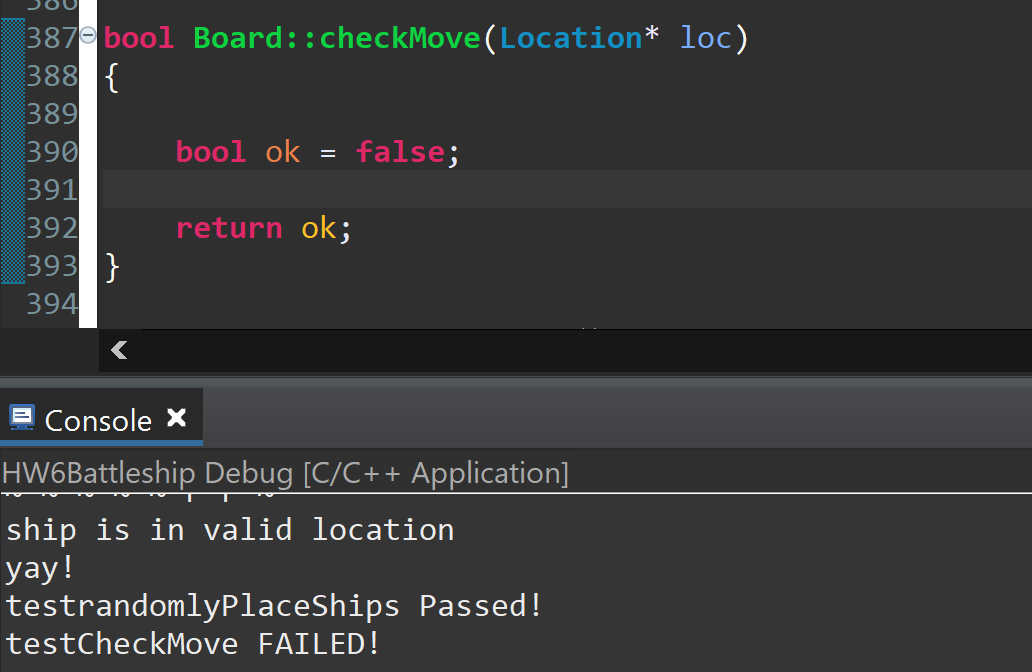 386
387 bool Board::checkMove(Location* loc)
388 {
389
390 bool ok = false;
391
392 return ok;
393 }
394
Console
HW6Battleship Debug [C/C++ Application]
ship is in valid location
yay!
testrandomlyPlaceShips Passed!
testCheckMove FAILED!